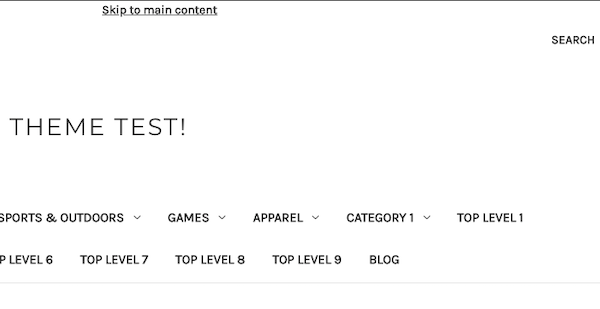 Skip to main content
SEARCH
THEME TEST!
SPORTS & OUTDOORS GAMES APPAREL CATEGORY 1 TOP LEVEL 1
P LEVEL 6 TOP LEVEL 7 TOP LEVEL 8 TOP LEVEL 9 BLOG